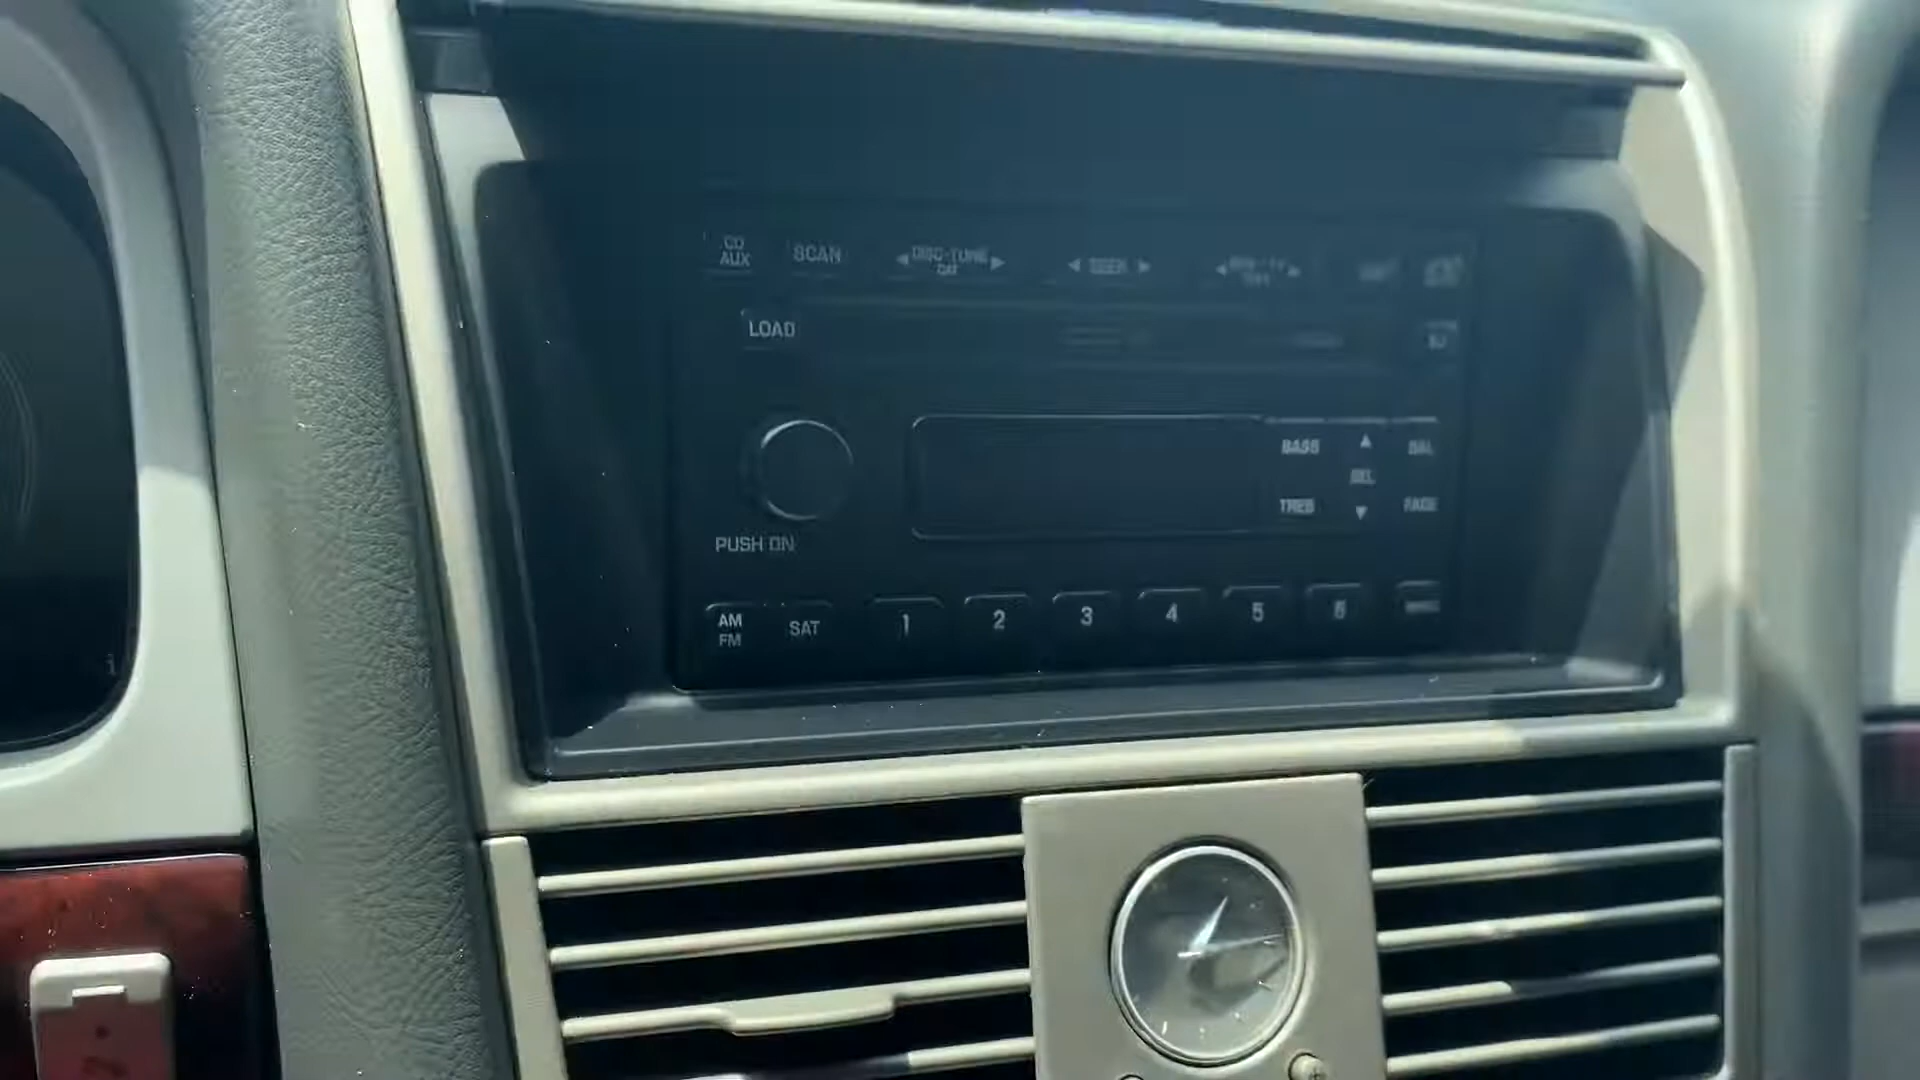 CD
AUX
SCAN
DISC-TUNE
CAT
SEEK
LOAD
BASS
BAL
SEL
TREB
FADE
PUSH ON
AM
FM
SAT
1
2
3
4
5
6